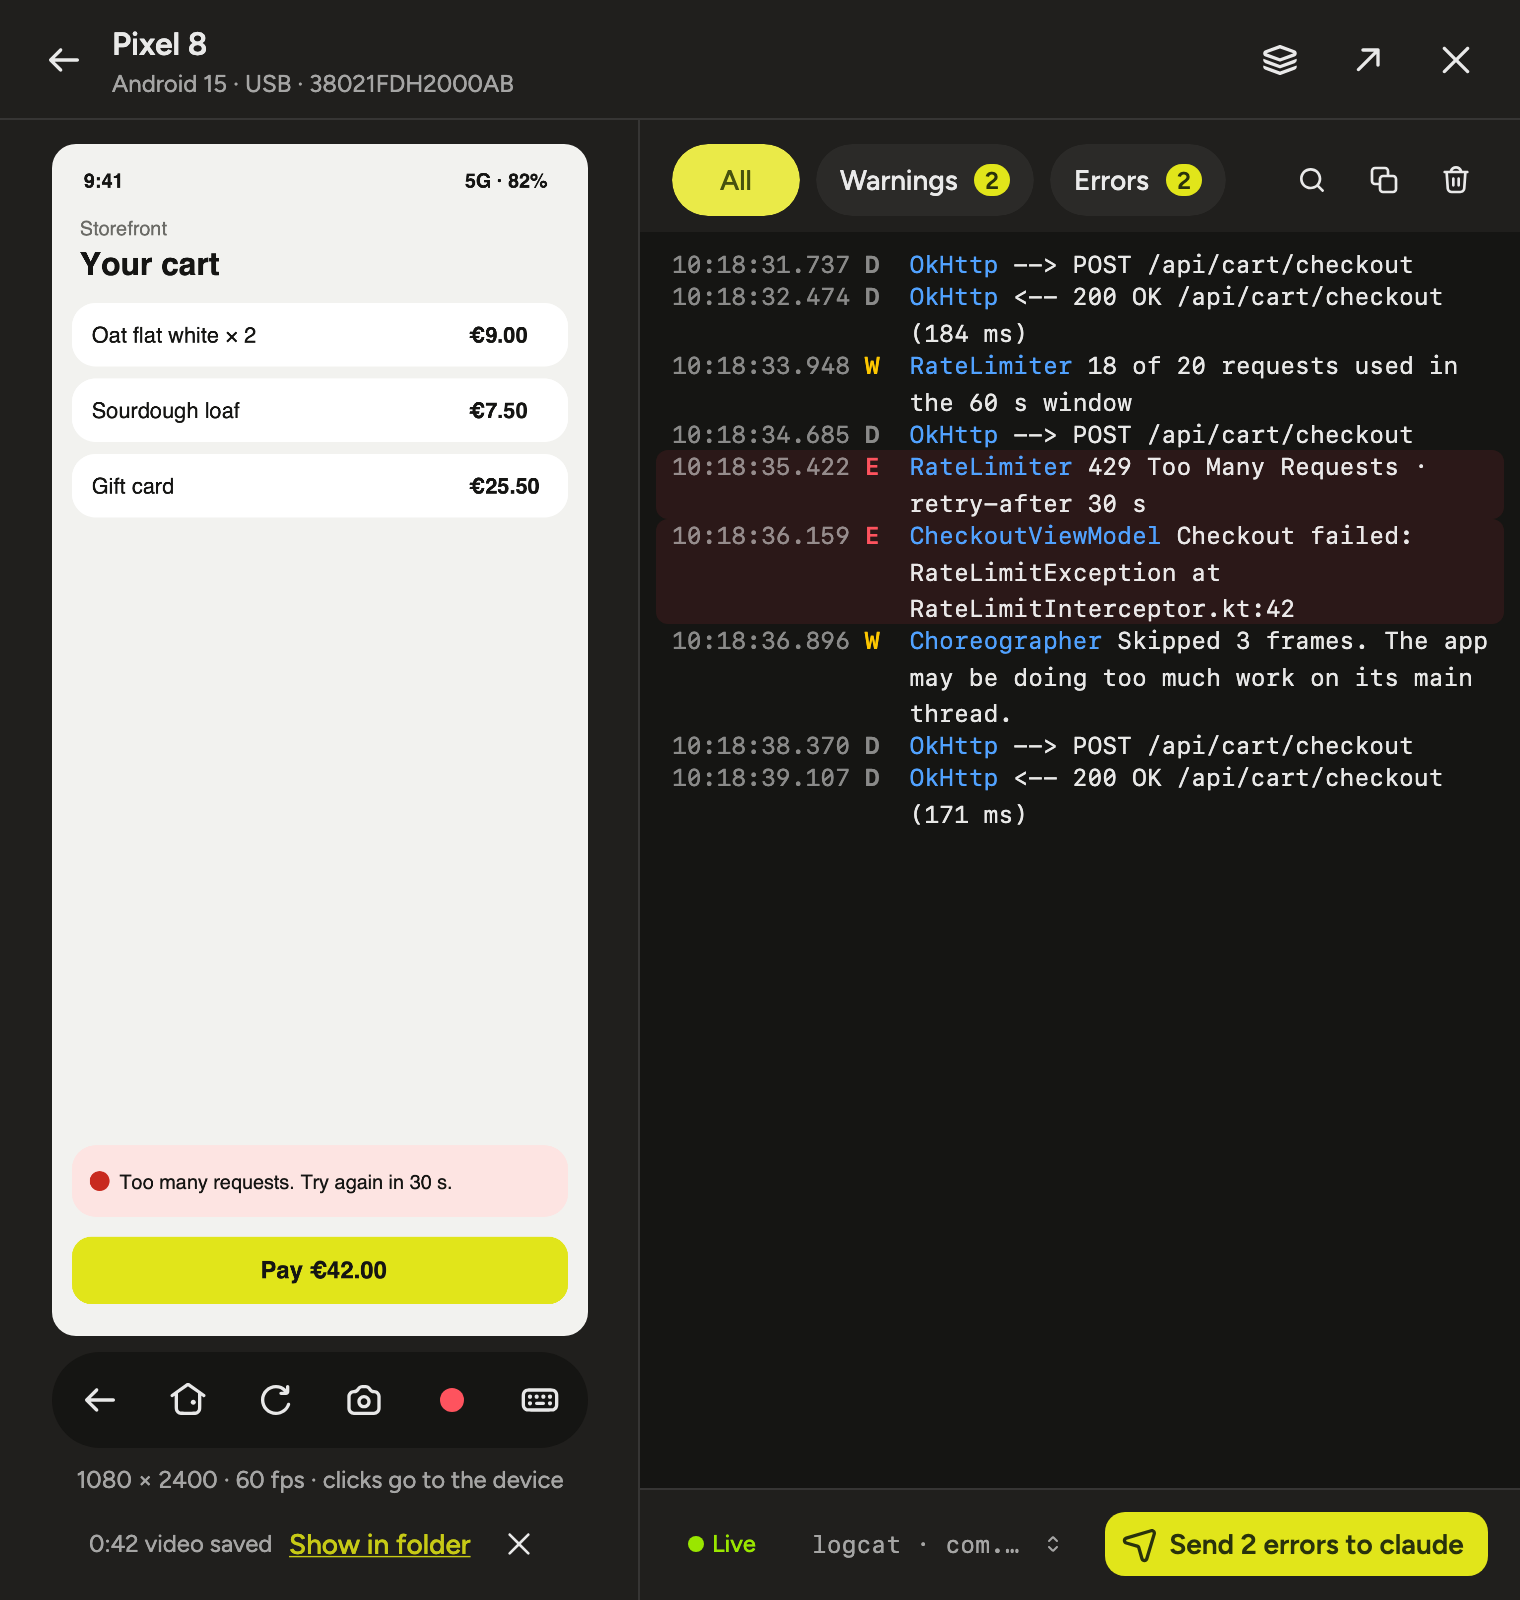 Pixel 8
Android 15 · USB · 38021FDH2000AB
9:41
5G · 82%
Storefront
Your cart
Oat flat white × 2
€9.00
Sourdough loaf
€7.50
Gift card
€25.50
Too many requests. Try again in 30 s.
Pay €42.00
1080 × 2400 · 60 fps · clicks go to the device
0:42 video saved Show in folder
All
Warnings 2
Errors 2
10:18:31.737 D OkHttp --> POST /api/cart/checkout
10:18:32.474 D OkHttp <-- 200 OK /api/cart/checkout
(184 ms)
10:18:33.948 W RateLimiter 18 of 20 requests used in
the 60 s window
10:18:34.685 D OkHttp --> POST /api/cart/checkout
10:18:35.422 E RateLimiter 429 Too Many Requests ·
retry-after 30 s
10:18:36.159 E CheckoutViewModel Checkout failed:
RateLimitException at
RateLimitInterceptor.kt:42
10:18:36.896 W Choreographer Skipped 3 frames. The app
may be doing too much work on its main
thread.
10:18:38.370 D OkHttp --> POST /api/cart/checkout
10:18:39.107 D OkHttp <-- 200 OK /api/cart/checkout
(171 ms)
Live
logcat · com.…
Send 2 errors to claude